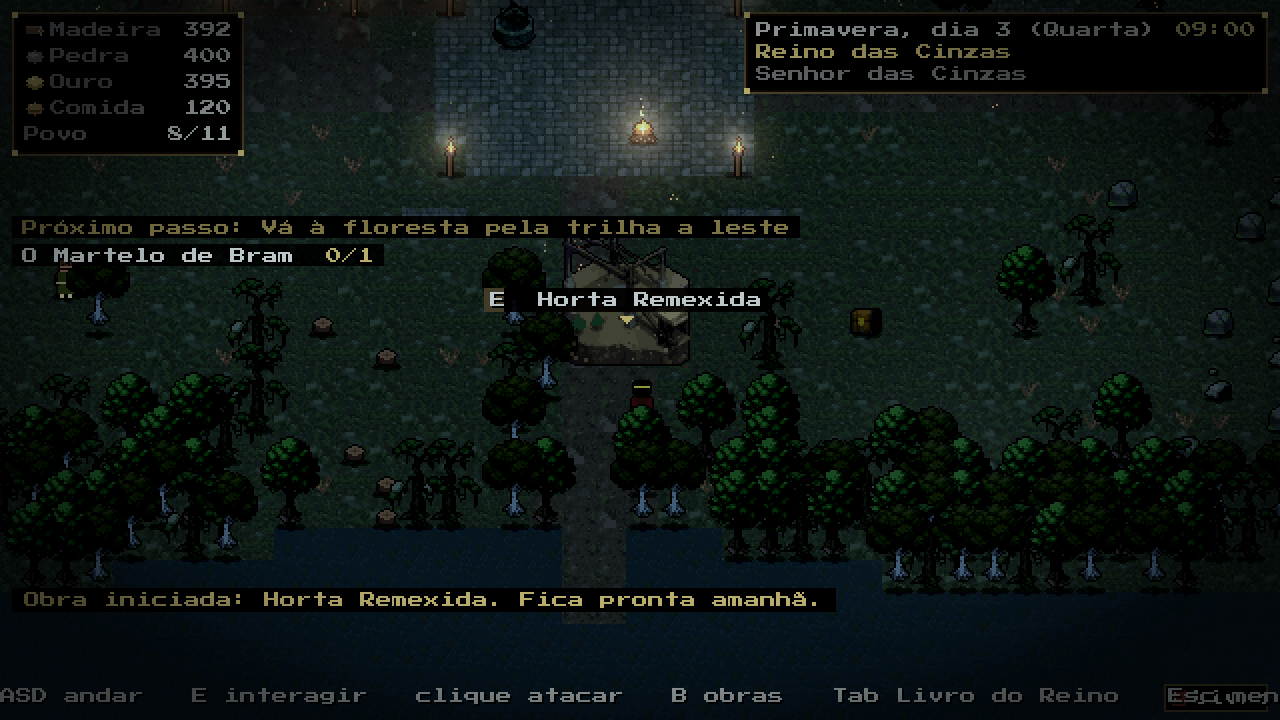 Madeira 392
Pedra 400
Ouro 395
Comida 120
Povo 8/11
Primavera, dia 3 (Quarta) 09:00
Reino das Cinzas
Senhor das Cinzas
Próximo passo: Vá à floresta pela trilha a leste
O Martelo de Bram 0/1
E Horta Remexida
Obra iniciada: Horta Remexida. Fica pronta amanhã.
ASD andar E interagir clique atacar B obras Tab Livro do Reino